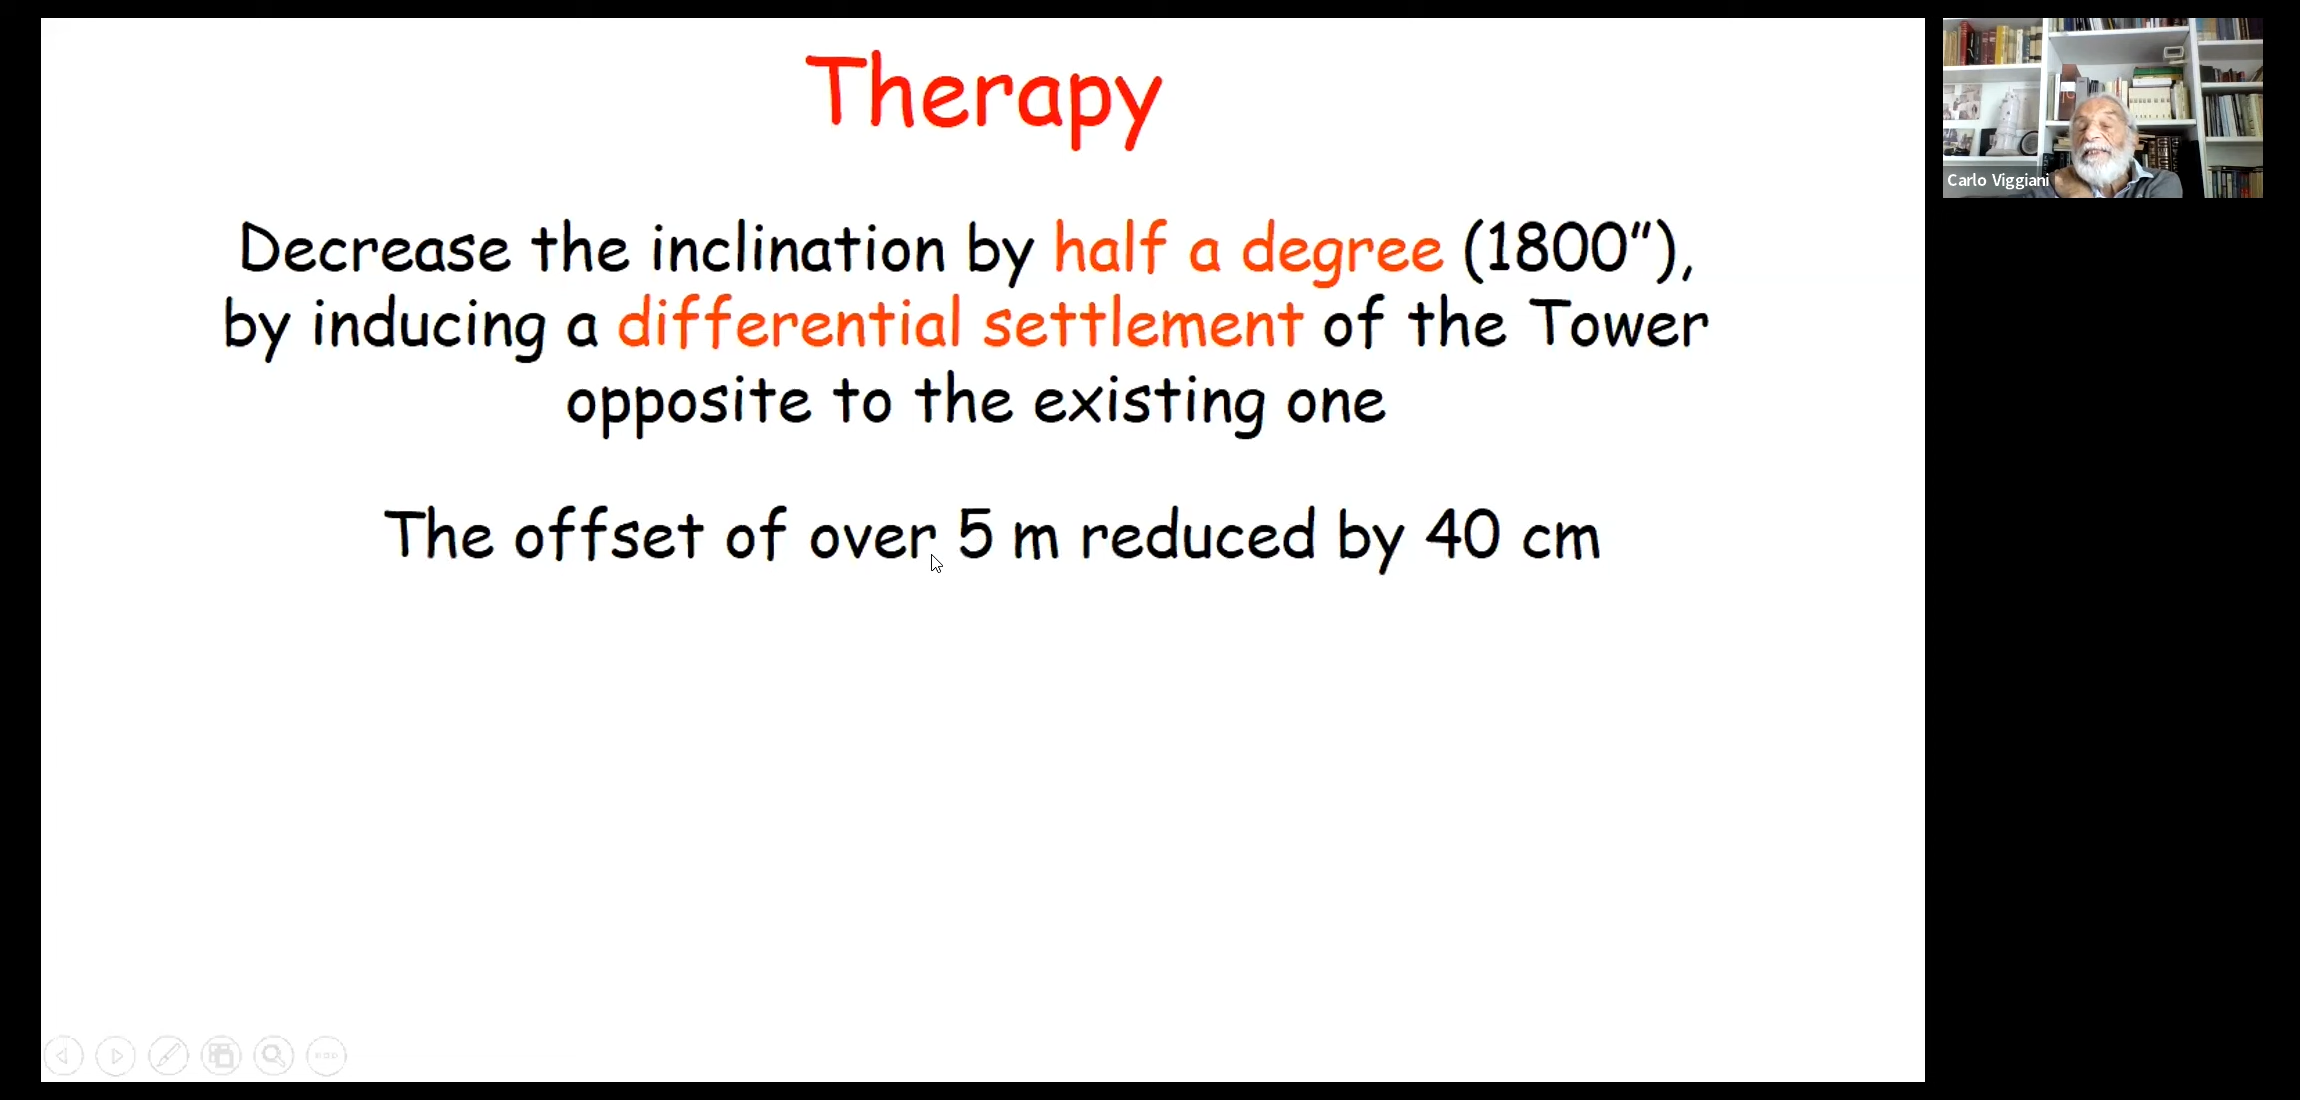 Therapy
Decrease the inclination by half a degree (1800”),
by inducing a differential settlement of the Tower
opposite to the existing one
The offset of over 5 m reduced by 40 cm
Carlo Viggiani